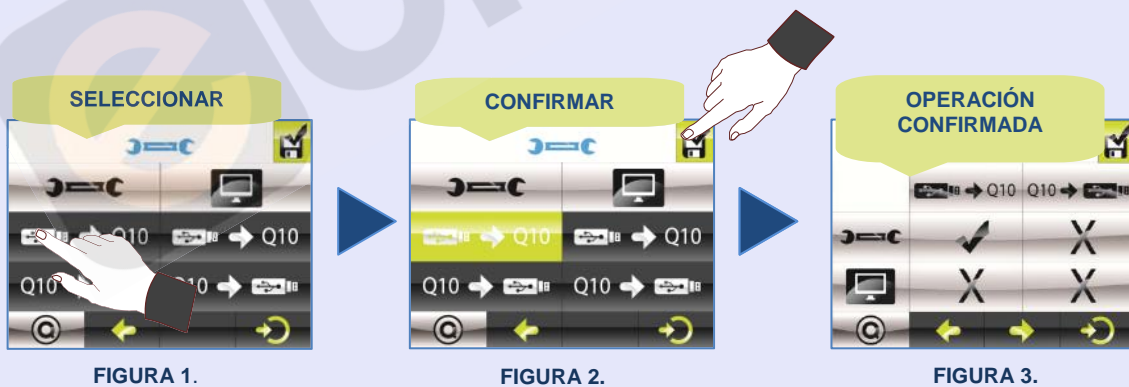 SELECCIONAR
CONFIRMAR
OPERACIÓN
CONFIRMADA
Q10 Q10
Q10 Q10
Q10 Q10
Q10 Q10
Q10 Q10
@ @ @
FIGURA 1.
FIGURA 2.
FIGURA 3.